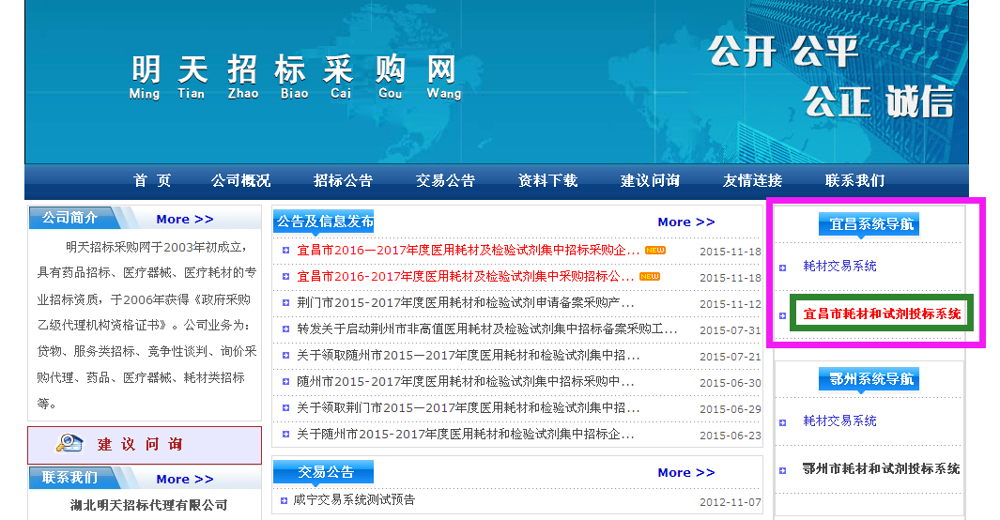 明天招标采购网
Ming Tian Zhao Biao Cai Gou Wang
公开 公平
公正 诚信
首 页 公司概况 招标公告 交易公告 资料下载 建议问询 友情连接 联系我们
公司简介 More >>
明天招标采购网于2003年初成立，
具有药品招标、医疗器械、医疗耗材的专
业招标资质，于2006年获得《政府采购
乙级代理机构资格证书》。公司业务为：
货物、服务类招标、竞争性谈判、询价采
购代理、药品、医疗器械、耗材类招标
等。
建 议 问 询
联系我们 More >>
湖北明天招标代理有限公司
公告及信息发布 More >>
宜昌市2016—2017年度医用耗材及检验试剂集中招标采购企... NEW 2015-11-18
宜昌市2016-2017年度医用耗材及检验试剂集中采购招标公... NEW 2015-11-18
荆门市2015-2017年度医用耗材和检验试剂申请备案采购产... 2015-11-12
转发关于启动荆州市非高值医用耗材及检验试剂集中招标备案采购工... 2015-07-31
关于领取随州市2015—2017年度医用耗材和检验试剂集中招... 2015-07-21
随州市2015-2017年度医用耗材和检验试剂集中招标采购中... 2015-06-30
关于领取荆门市2015—2017年度医用耗材和检验试剂集中招... 2015-06-29
关于随州市2015-2017年度医用耗材和检验试剂集中招标企... 2015-06-23
交易公告 More >>
咸宁交易系统测试预告 2012-11-07
宜昌系统导航
耗材交易系统
宜昌市耗材和试剂投标系统
鄂州系统导航
耗材交易系统
鄂州市耗材和试剂投标系统